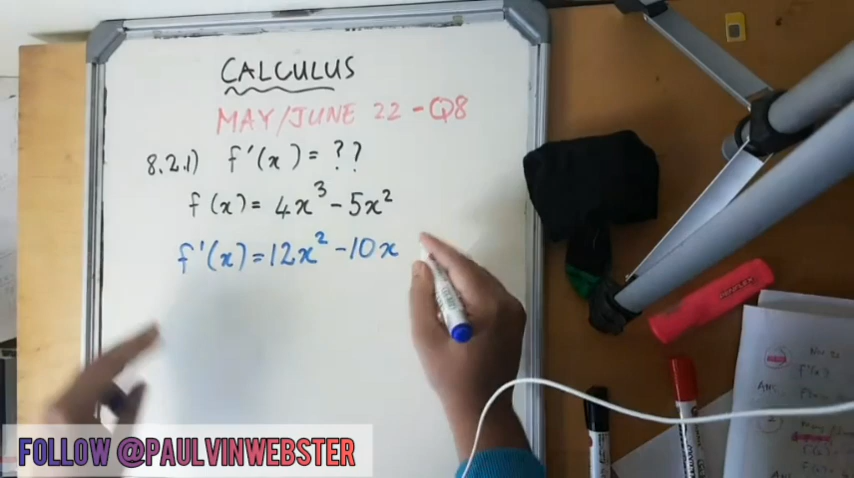 CALCULUS
MAY/JUNE 22 - Q8
8.2.1) f'(x) = ??
f(x) = 4x³ - 5x²
f'(x) = 12x² - 10x
FOLLOW @PAULVINWEBSTER